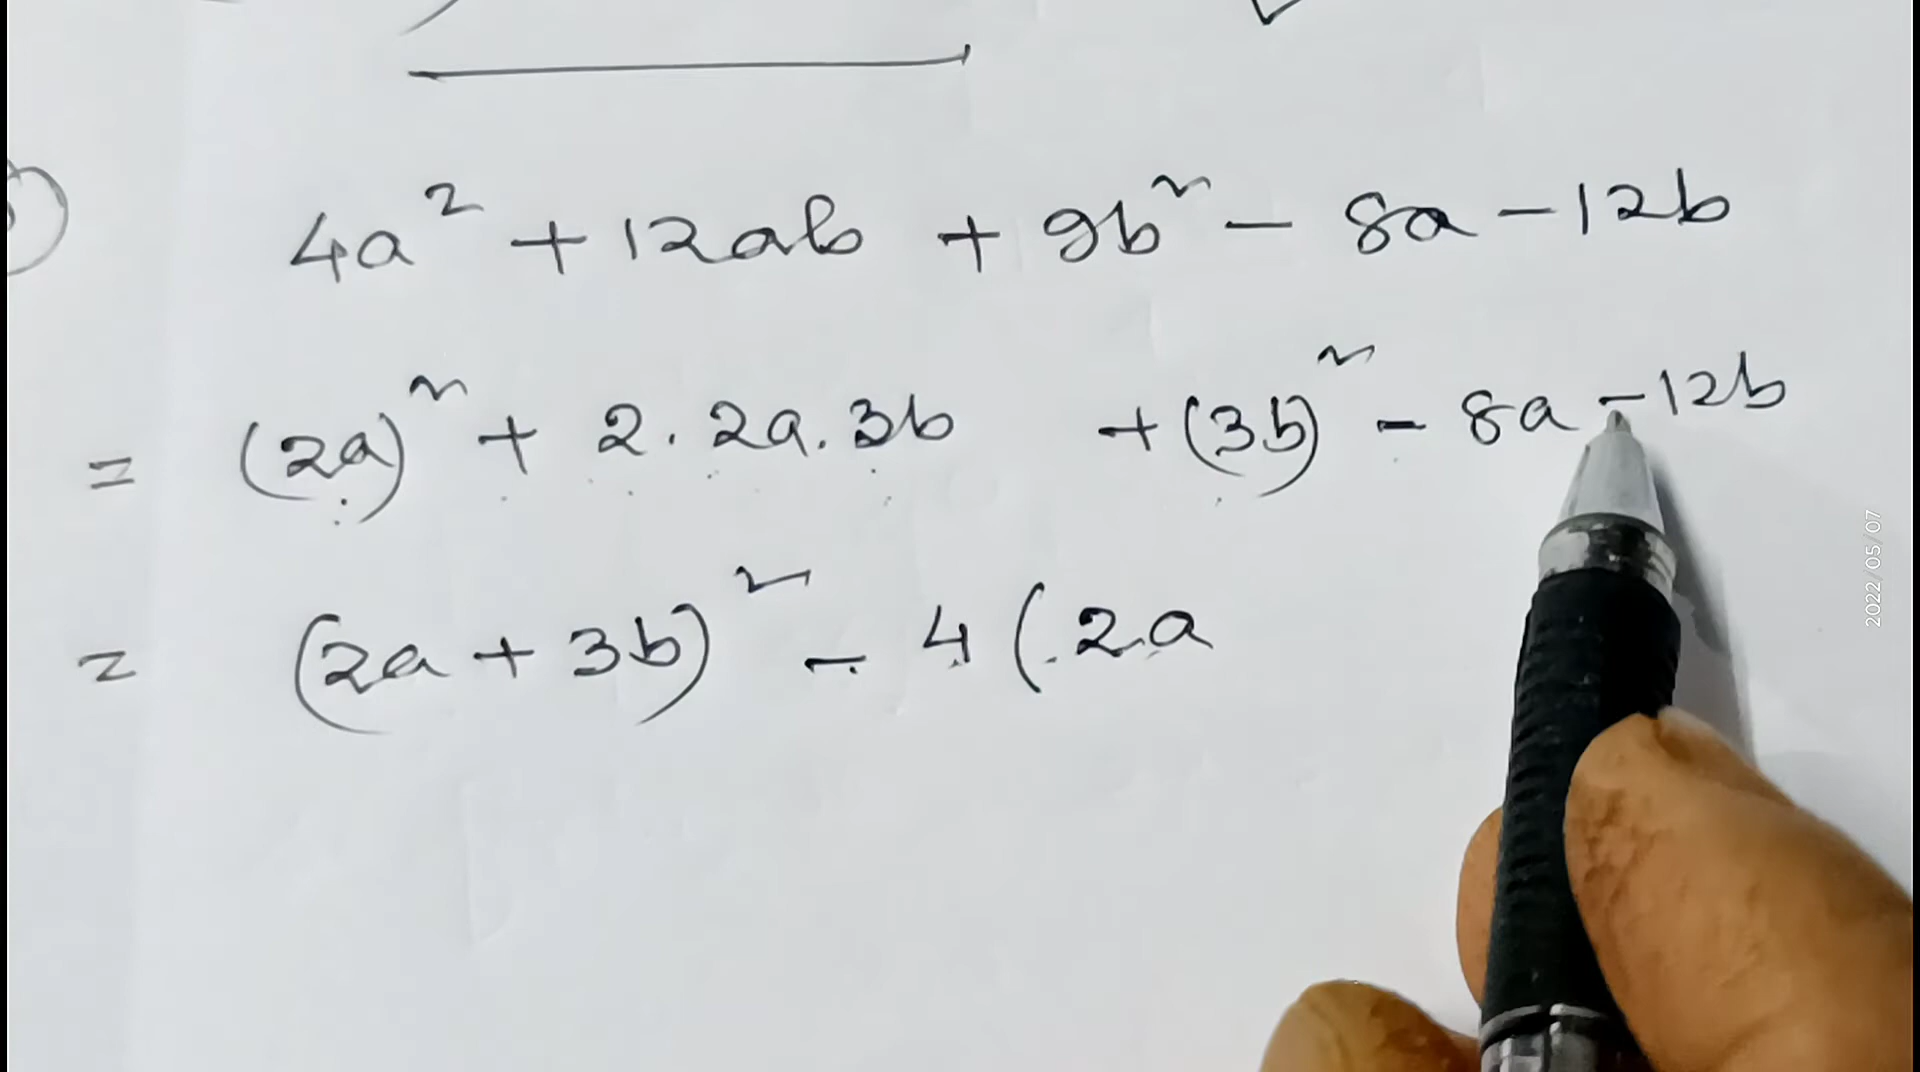 4a² + 12ab + 9b² - 8a - 12b
= (2a)² + 2 . 2a . 3b + (3b)² - 8a - 12b
= (2a + 3b)² - 4 ( 2a
2022/05/07